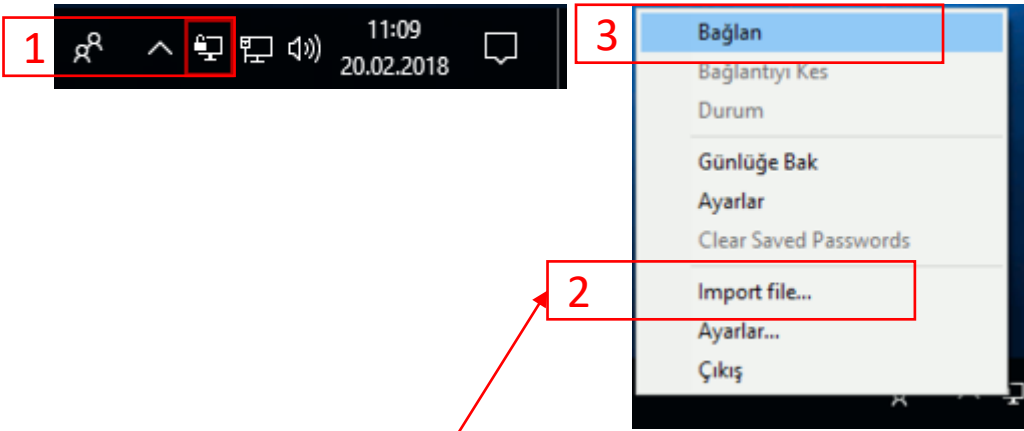 1
11:09
20.02.2018
3
Bağlan
Bağlantıyı Kes
Durum
Günlüğe Bak
Ayarlar
Clear Saved Passwords
2
Import file...
Ayarlar...
Çıkış